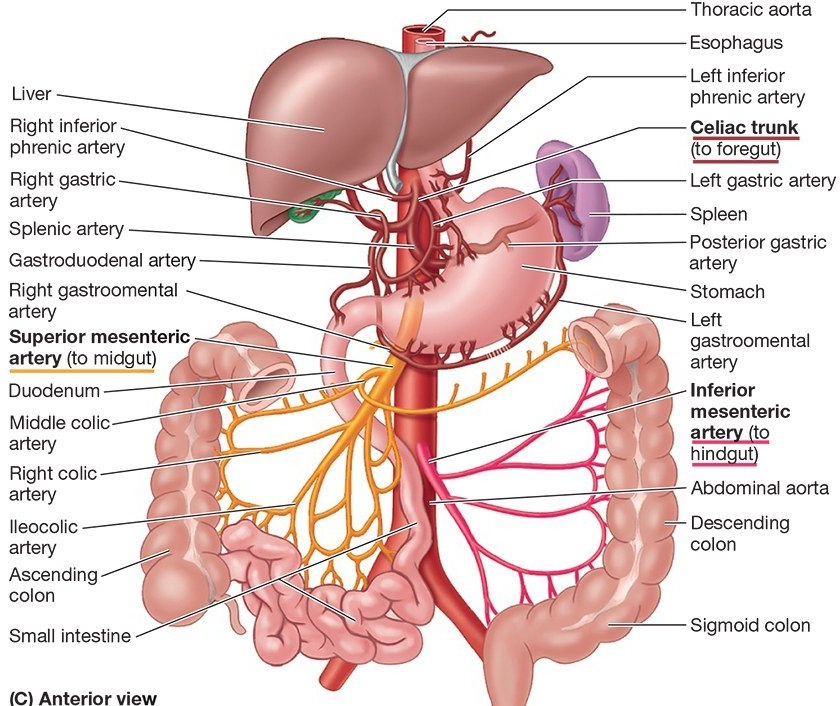 Thoracic aorta
Esophagus
Left inferior
phrenic artery
Celiac trunk
(to foregut)
Left gastric artery
Spleen
Posterior gastric
artery
Stomach
Left
gastroomental
artery
Inferior
mesenteric
artery (to
hindgut)
Abdominal aorta
Descending
colon
Sigmoid colon
Liver
Right inferior
phrenic artery
Right gastric
artery
Splenic artery
Gastroduodenal artery
Right gastroomental
artery
Superior mesenteric
artery (to midgut)
Duodenum
Middle colic
artery
Right colic
artery
Ileocolic
artery
Ascending
colon
Small intestine
(C) Anterior view